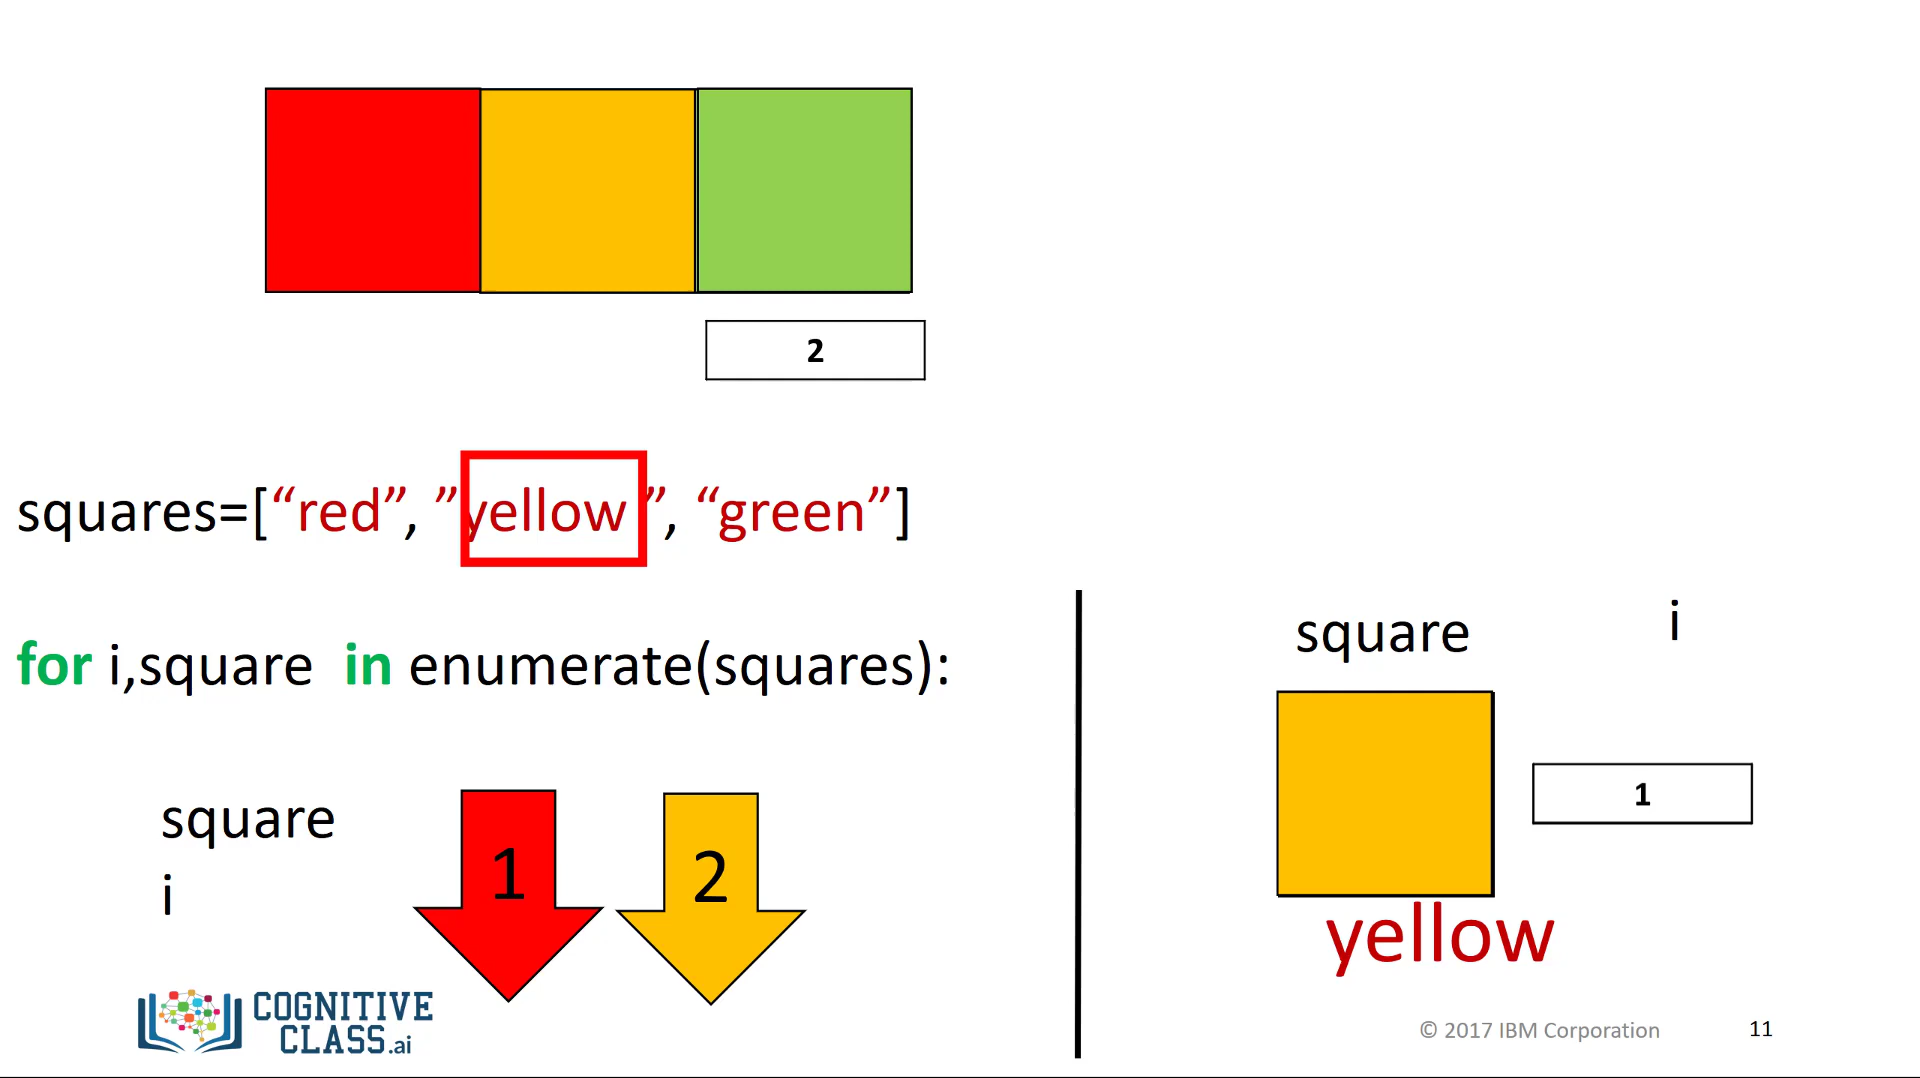 2
squares=[“red”, ”yellow ”, “green”]
for i,square  in enumerate(squares):
square
i
1
2
square
i
1
yellow
COGNITIVE
CLASS.ai
© 2017 IBM Corporation
11